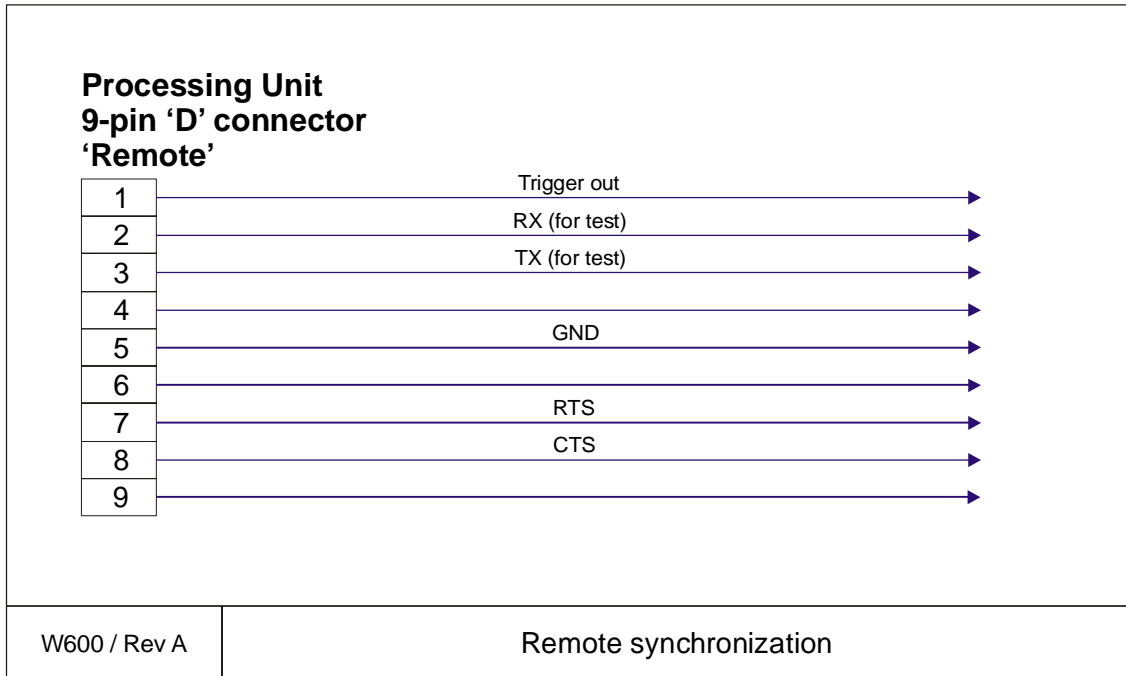 Processing Unit
9-pin ‘D’ connector
‘Remote’
1
Trigger out
2
RX (for test)
3
TX (for test)
4
5
GND
6
7
RTS
8
CTS
9
W600 / Rev A
Remote synchronization